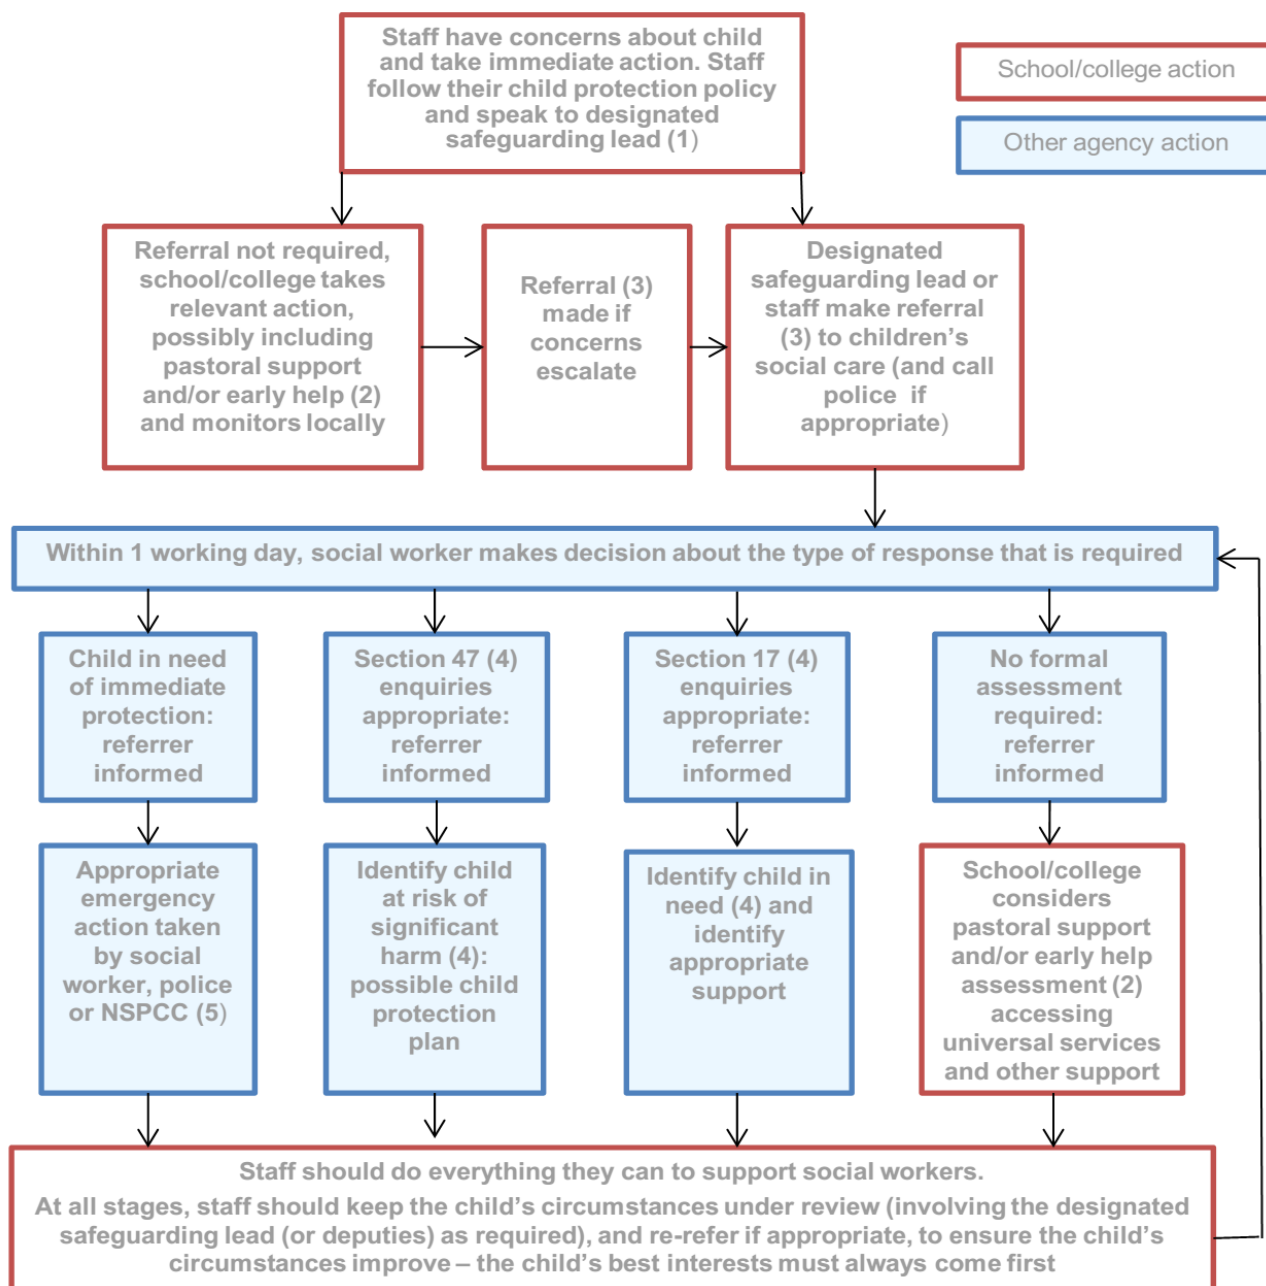 Staff have concerns about child
and take immediate action. Staff
follow their child protection policy
and speak to designated
safeguarding lead (1)
School/college action
Other agency action
Referral not required,
school/college takes
relevant action,
possibly including
pastoral support
and/or early help (2)
and monitors locally
Referral (3)
made if
concerns
escalate
Designated
safeguarding lead or
staff make referral
(3) to children’s
social care (and call
police if
appropriate)
Within 1 working day, social worker makes decision about the type of response that is required
Child in need
of immediate
protection:
referrer
informed
Section 47 (4)
enquiries
appropriate:
referrer
informed
Section 17 (4)
enquiries
appropriate:
referrer
informed
No formal
assessment
required:
referrer
informed
Appropriate
emergency
action taken
by social
worker, police
or NSPCC (5)
Identify child
at risk of
significant
harm (4):
possible child
protection
plan
Identify child in
need (4) and
identify
appropriate
support
School/college
considers
pastoral support
and/or early help
assessment (2)
accessing
universal services
and other support
Staff should do everything they can to support social workers.
At all stages, staff should keep the child’s circumstances under review (involving the designated
safeguarding lead (or deputies) as required), and re-refer if appropriate, to ensure the child’s
circumstances improve – the child’s best interests must always come first